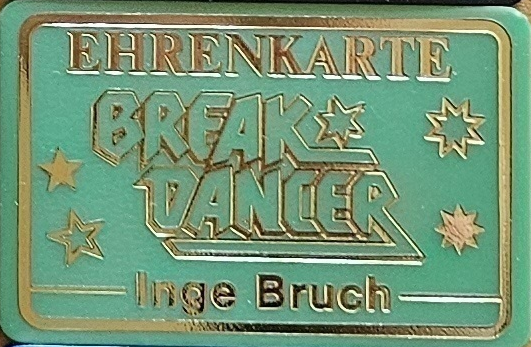 EHRENKARTE
BREAK
DANCER
Inge Bruch